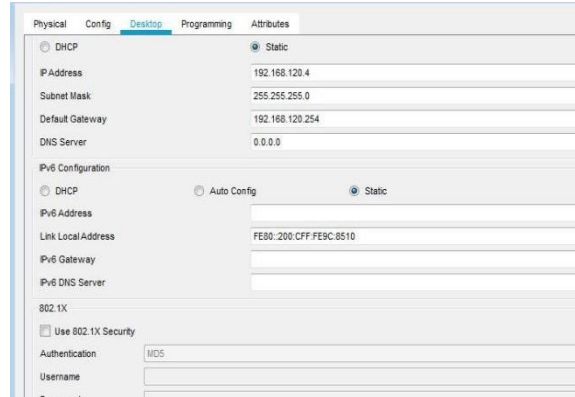 Physical Config Desktop Programming Attributes
DHCP Static
IP Address 192.168.120.4
Subnet Mask 255.255.255.0
Default Gateway 192.168.120.254
DNS Server 0.0.0.0
IPv6 Configuration
DHCP Auto Config Static
IPv6 Address
Link Local Address FE80::200:CFF:FE9C:8510
IPv6 Gateway
IPv6 DNS Server
802.1X
Use 802.1X Security
Authentication MD5
Username